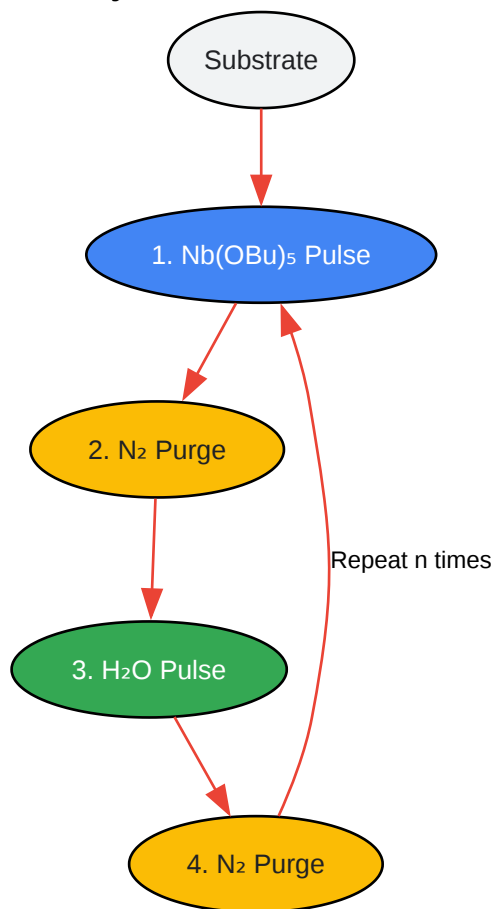 Substrate
1. Nb(OBu)₅ Pulse
2. N₂ Purge
Repeat n times
3. H₂O Pulse
4. N₂ Purge